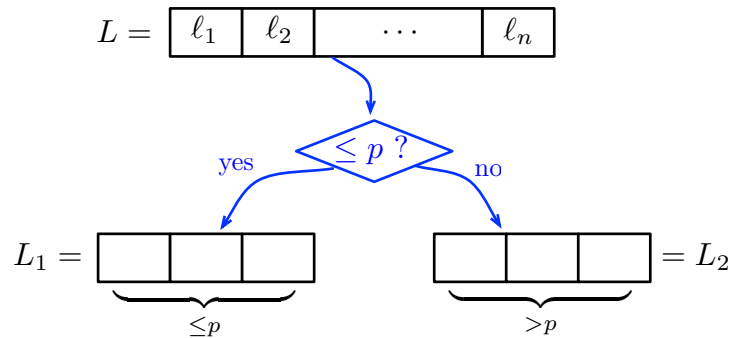 L = ℓ₁ ℓ₂ ⋯ ℓₙ
≤ p ?
yes no
L₁ = = L₂
≤p >p